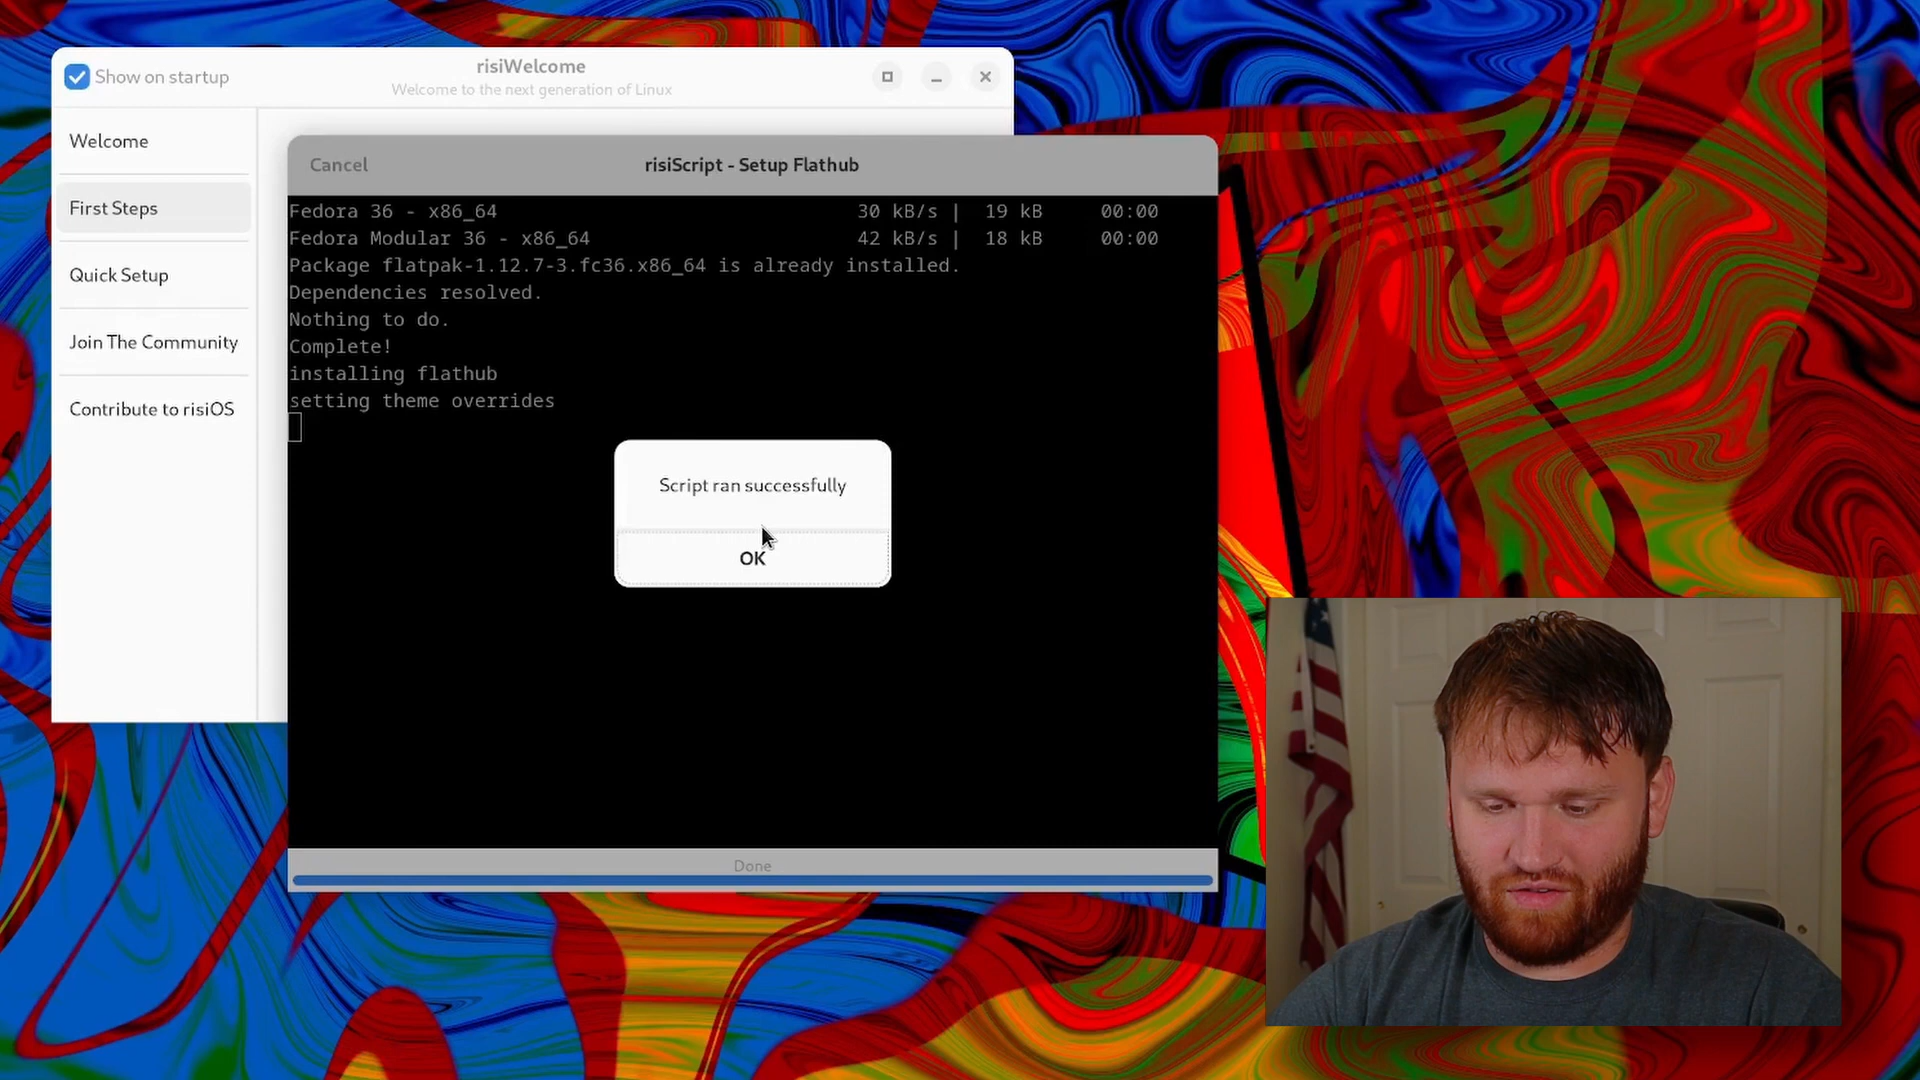 Show on startup
risiWelcome
Welcome to the next generation of Linux
Welcome
First Steps
Quick Setup
Join The Community
Contribute to risiOS
Cancel
risiScript - Setup Flathub
Fedora 36 - x86_64 30 kB/s | 19 kB 00:00
Fedora Modular 36 - x86_64 42 kB/s | 18 kB 00:00
Package flatpak-1.12.7-3.fc36.x86_64 is already installed.
Dependencies resolved.
Nothing to do.
Complete!
installing flathub
setting theme overrides
Script ran successfully
OK
Done